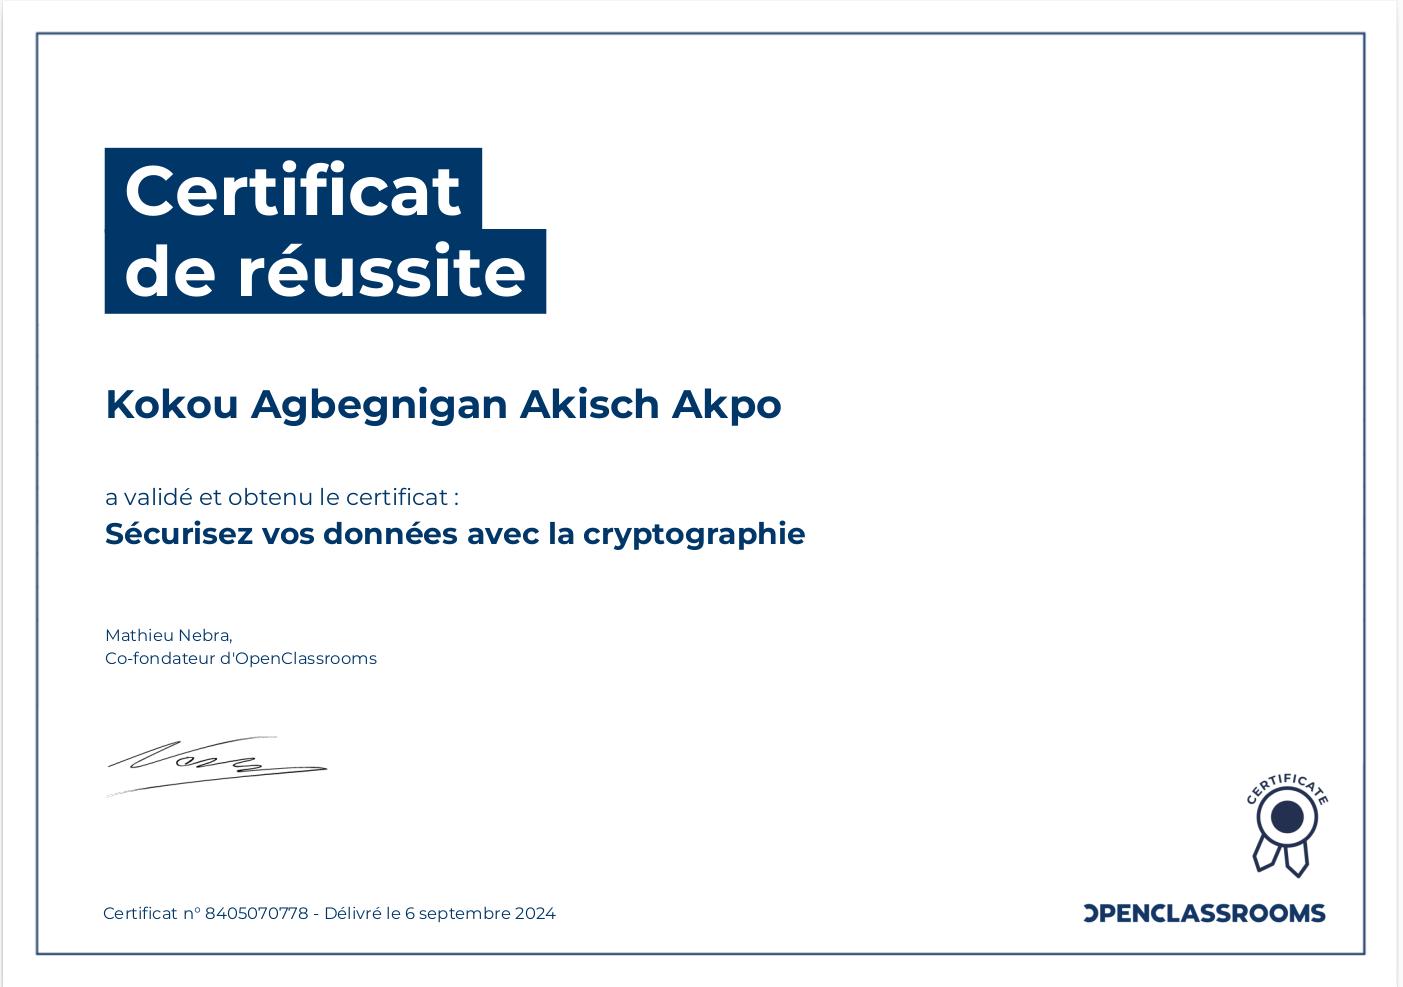 Certificat
de réussite
Kokou Agbegnigan Akisch Akpo
a validé et obtenu le certificat :
Sécurisez vos données avec la cryptographie
Mathieu Nebra,
Co-fondateur d'OpenClassrooms
CERTIFICATE
Certificat n° 8405070778 - Délivré le 6 septembre 2024
OPENCLASSROOMS